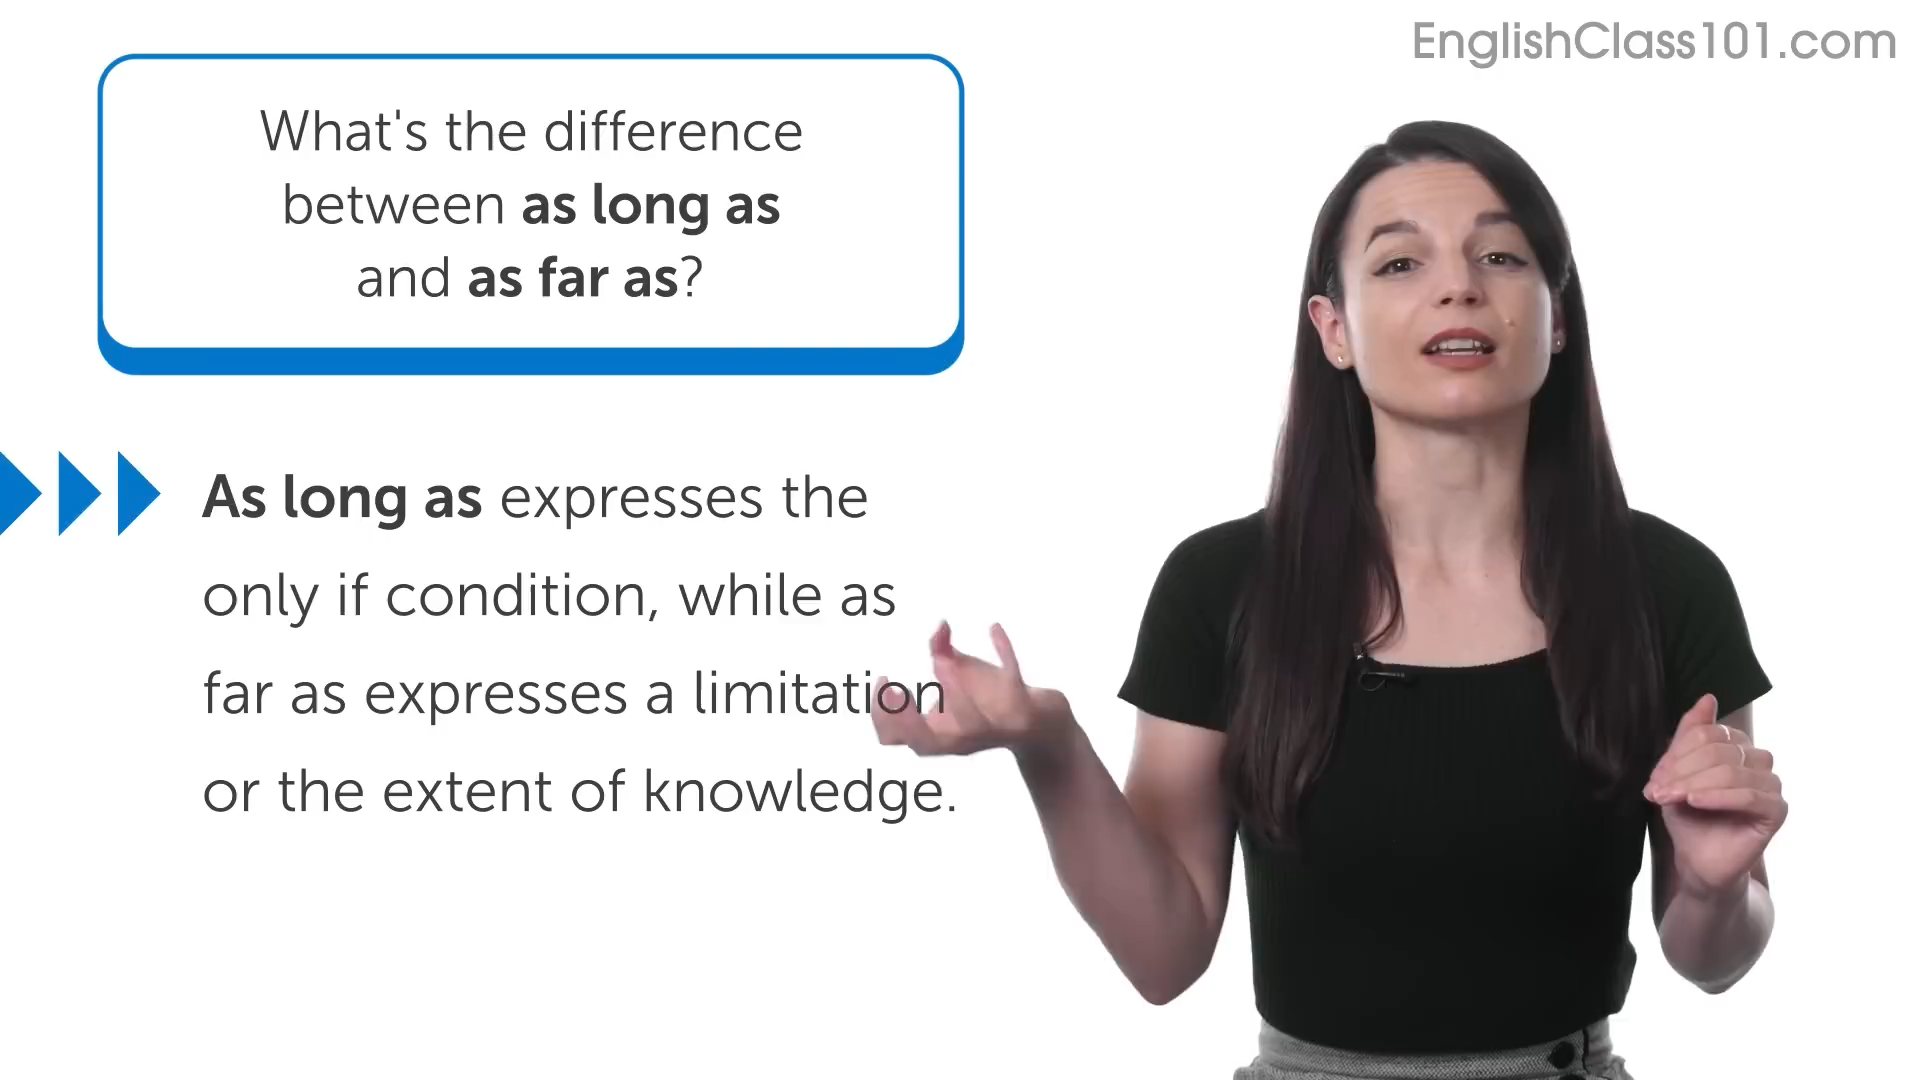 EnglishClass101.com
What's the difference
between as long as
and as far as?
As long as expresses the
only if condition, while as
far as expresses a limitation
or the extent of knowledge.